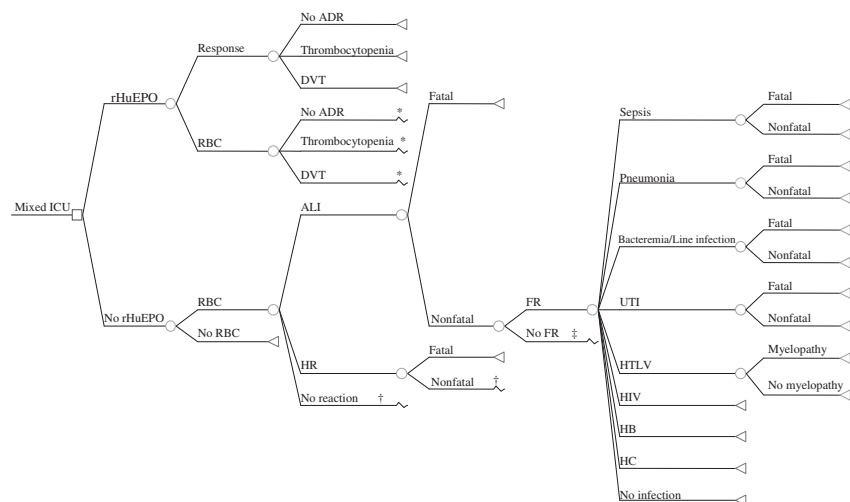 Mixed ICU
rHuEPO
Response
No ADR
Thrombocytopenia
DVT
RBC
No ADR *
Thrombocytopenia *
DVT *
No rHuEPO
RBC
No RBC
ALI
Fatal
Nonfatal
FR
No FR ‡
HR
Fatal
Nonfatal †
No reaction †
Sepsis
Fatal
Nonfatal
Pneumonia
Fatal
Nonfatal
Bacteremia/Line infection
Fatal
Nonfatal
UTI
Fatal
Nonfatal
HTLV
Myelopathy
No myelopathy
HIV
HB
HC
No infection